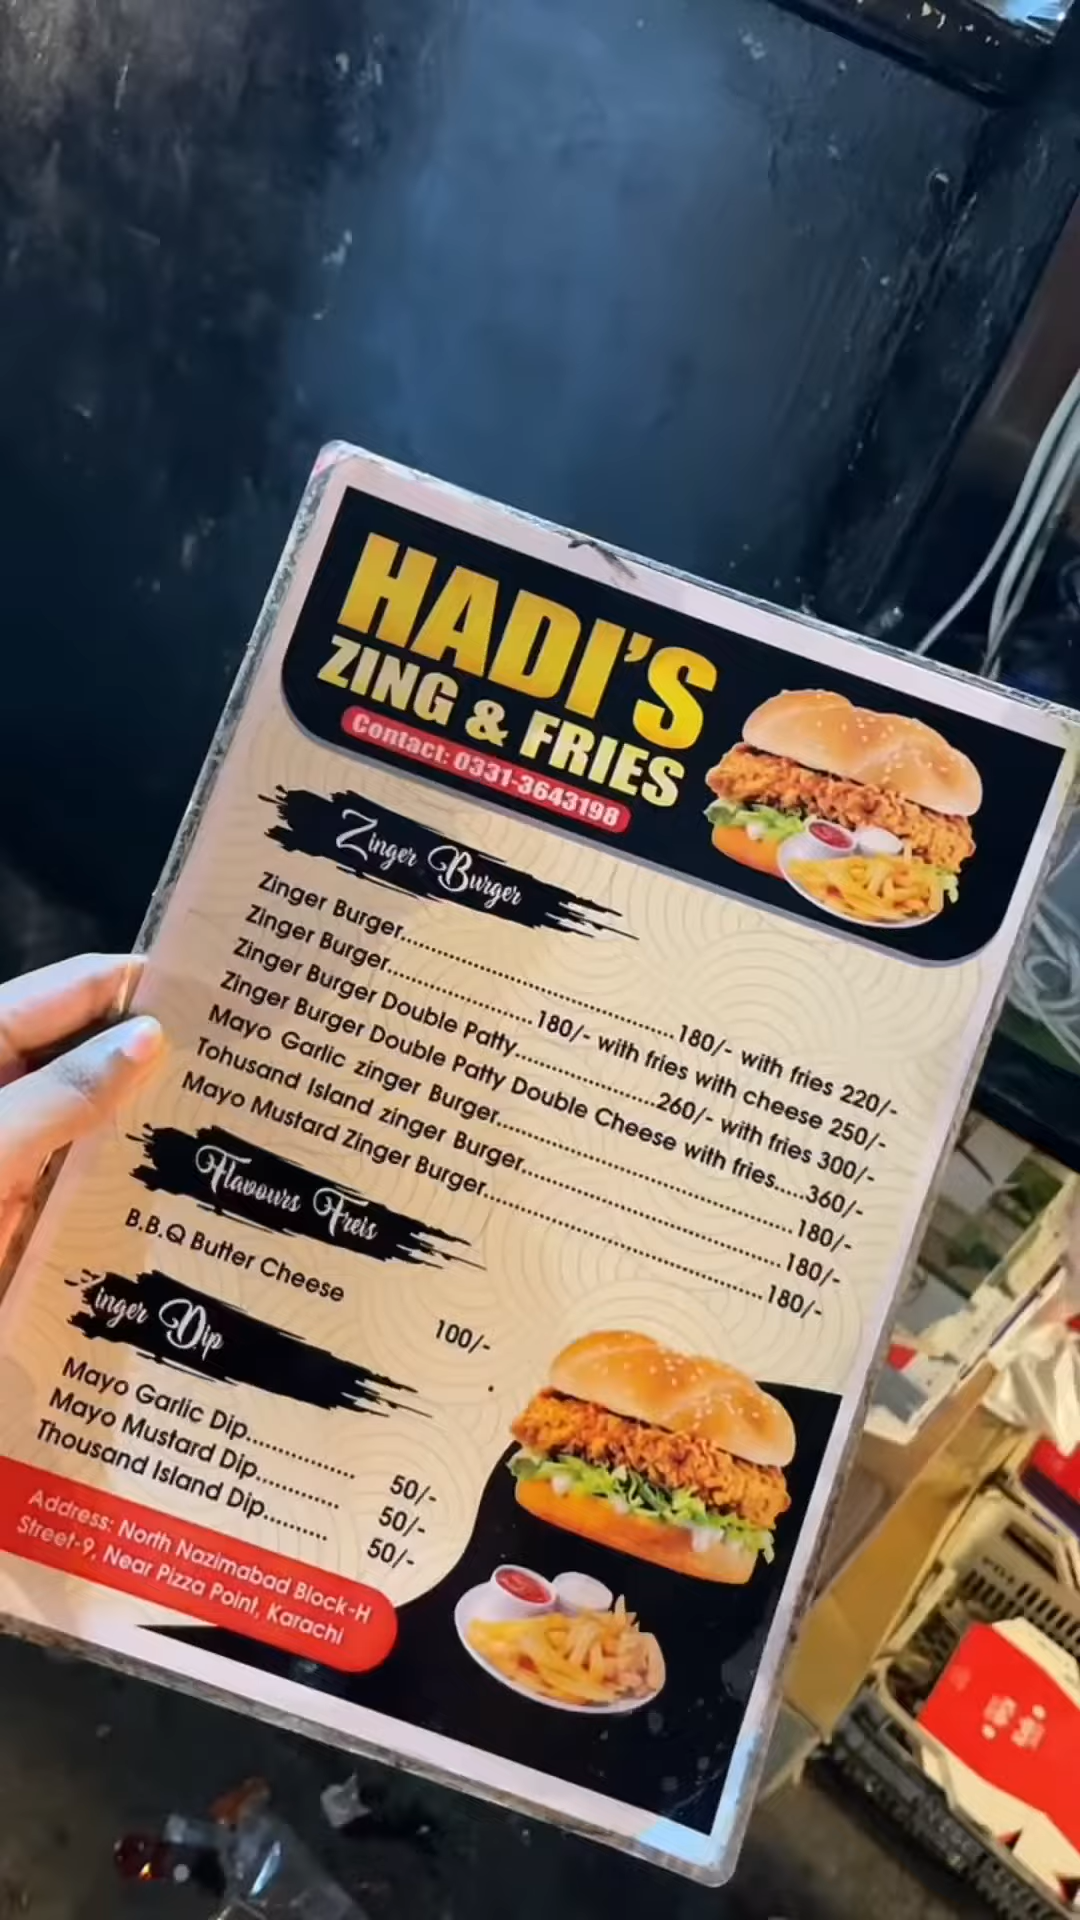 HADI'S
ZING & FRIES
Contact: 0331-3643198
Zinger Burger
Zinger Burger..............................180/- with fries 220/-
Zinger Burger................180/- with fries with cheese 250/-
Zinger Burger Double Patty................260/- with fries 300/-
Zinger Burger Double Patty Double Cheese with fries.....360/-
Mayo Garlic zinger Burger..................................180/-
Tohusand Island zinger Burger.............................180/-
Mayo Mustard Zinger Burger...............................180/-
Flavours Freis
B.B.Q Butter Cheese 100/-
inger Dip
Mayo Garlic Dip............... 50/-
Mayo Mustard Dip........... 50/-
Thousand Island Dip......... 50/-
Address: North Nazimabad Block-H
Street-9, Near Pizza Point, Karachi